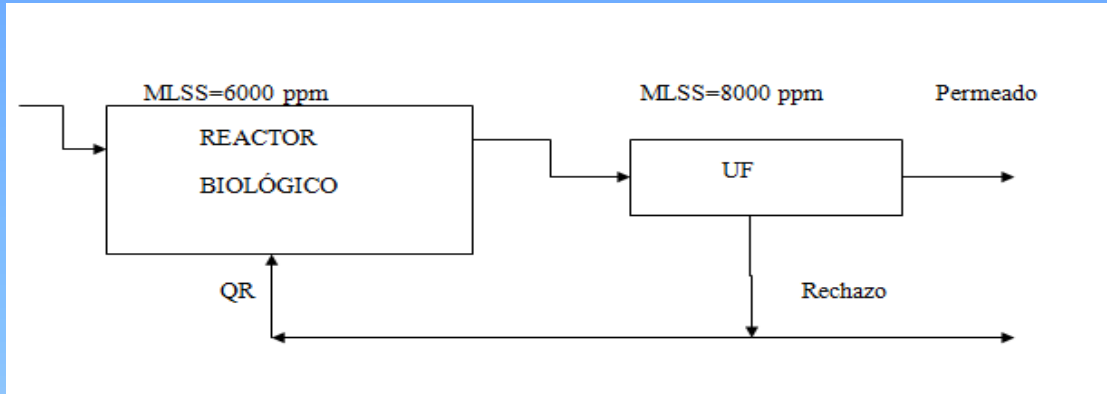 MLSS=6000 ppm
MLSS=8000 ppm
Permeado
REACTOR
BIOLÓGICO
UF
QR
Rechazo